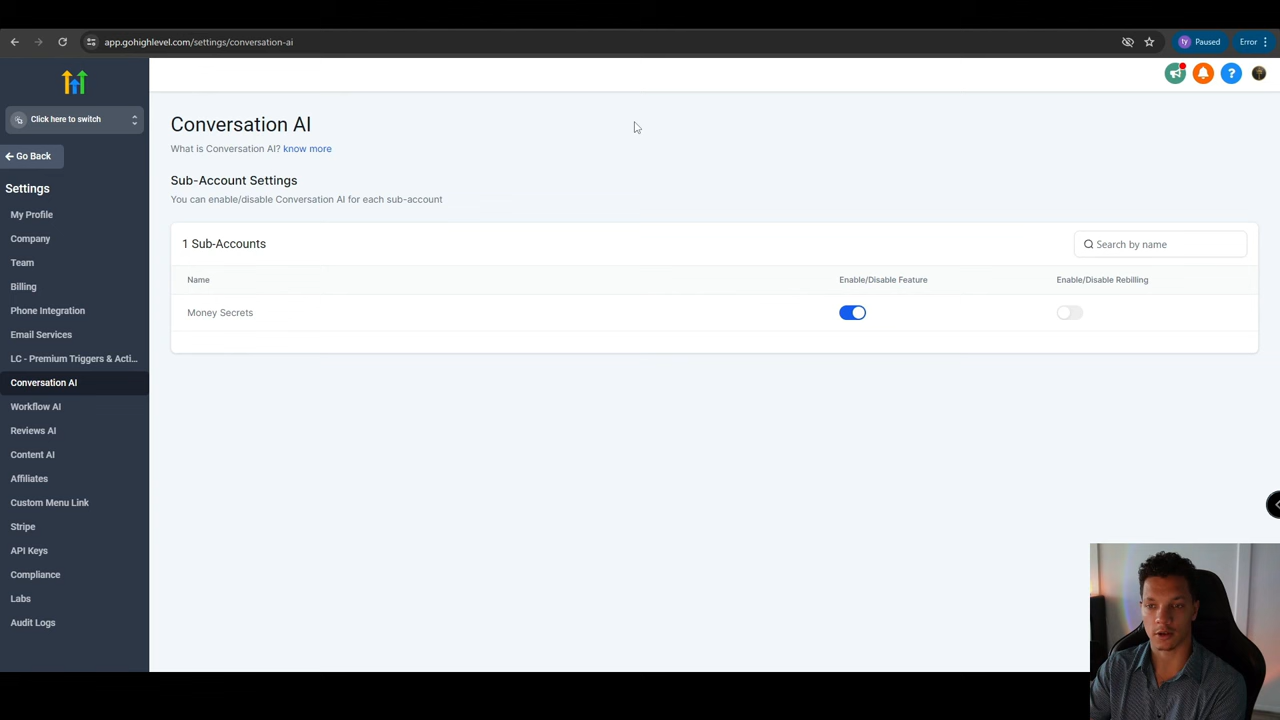 app.gohighlevel.com/settings/conversation-ai
ty Paused
Error
Click here to switch
Go Back
Settings
My Profile
Company
Team
Billing
Phone Integration
Email Services
LC - Premium Triggers & Acti...
Conversation AI
Workflow AI
Reviews AI
Content AI
Affiliates
Custom Menu Link
Stripe
API Keys
Compliance
Labs
Audit Logs
Conversation AI
What is Conversation AI? know more
Sub-Account Settings
You can enable/disable Conversation AI for each sub-account
1 Sub-Accounts
Search by name
Name Enable/Disable Feature Enable/Disable Rebilling
Money Secrets